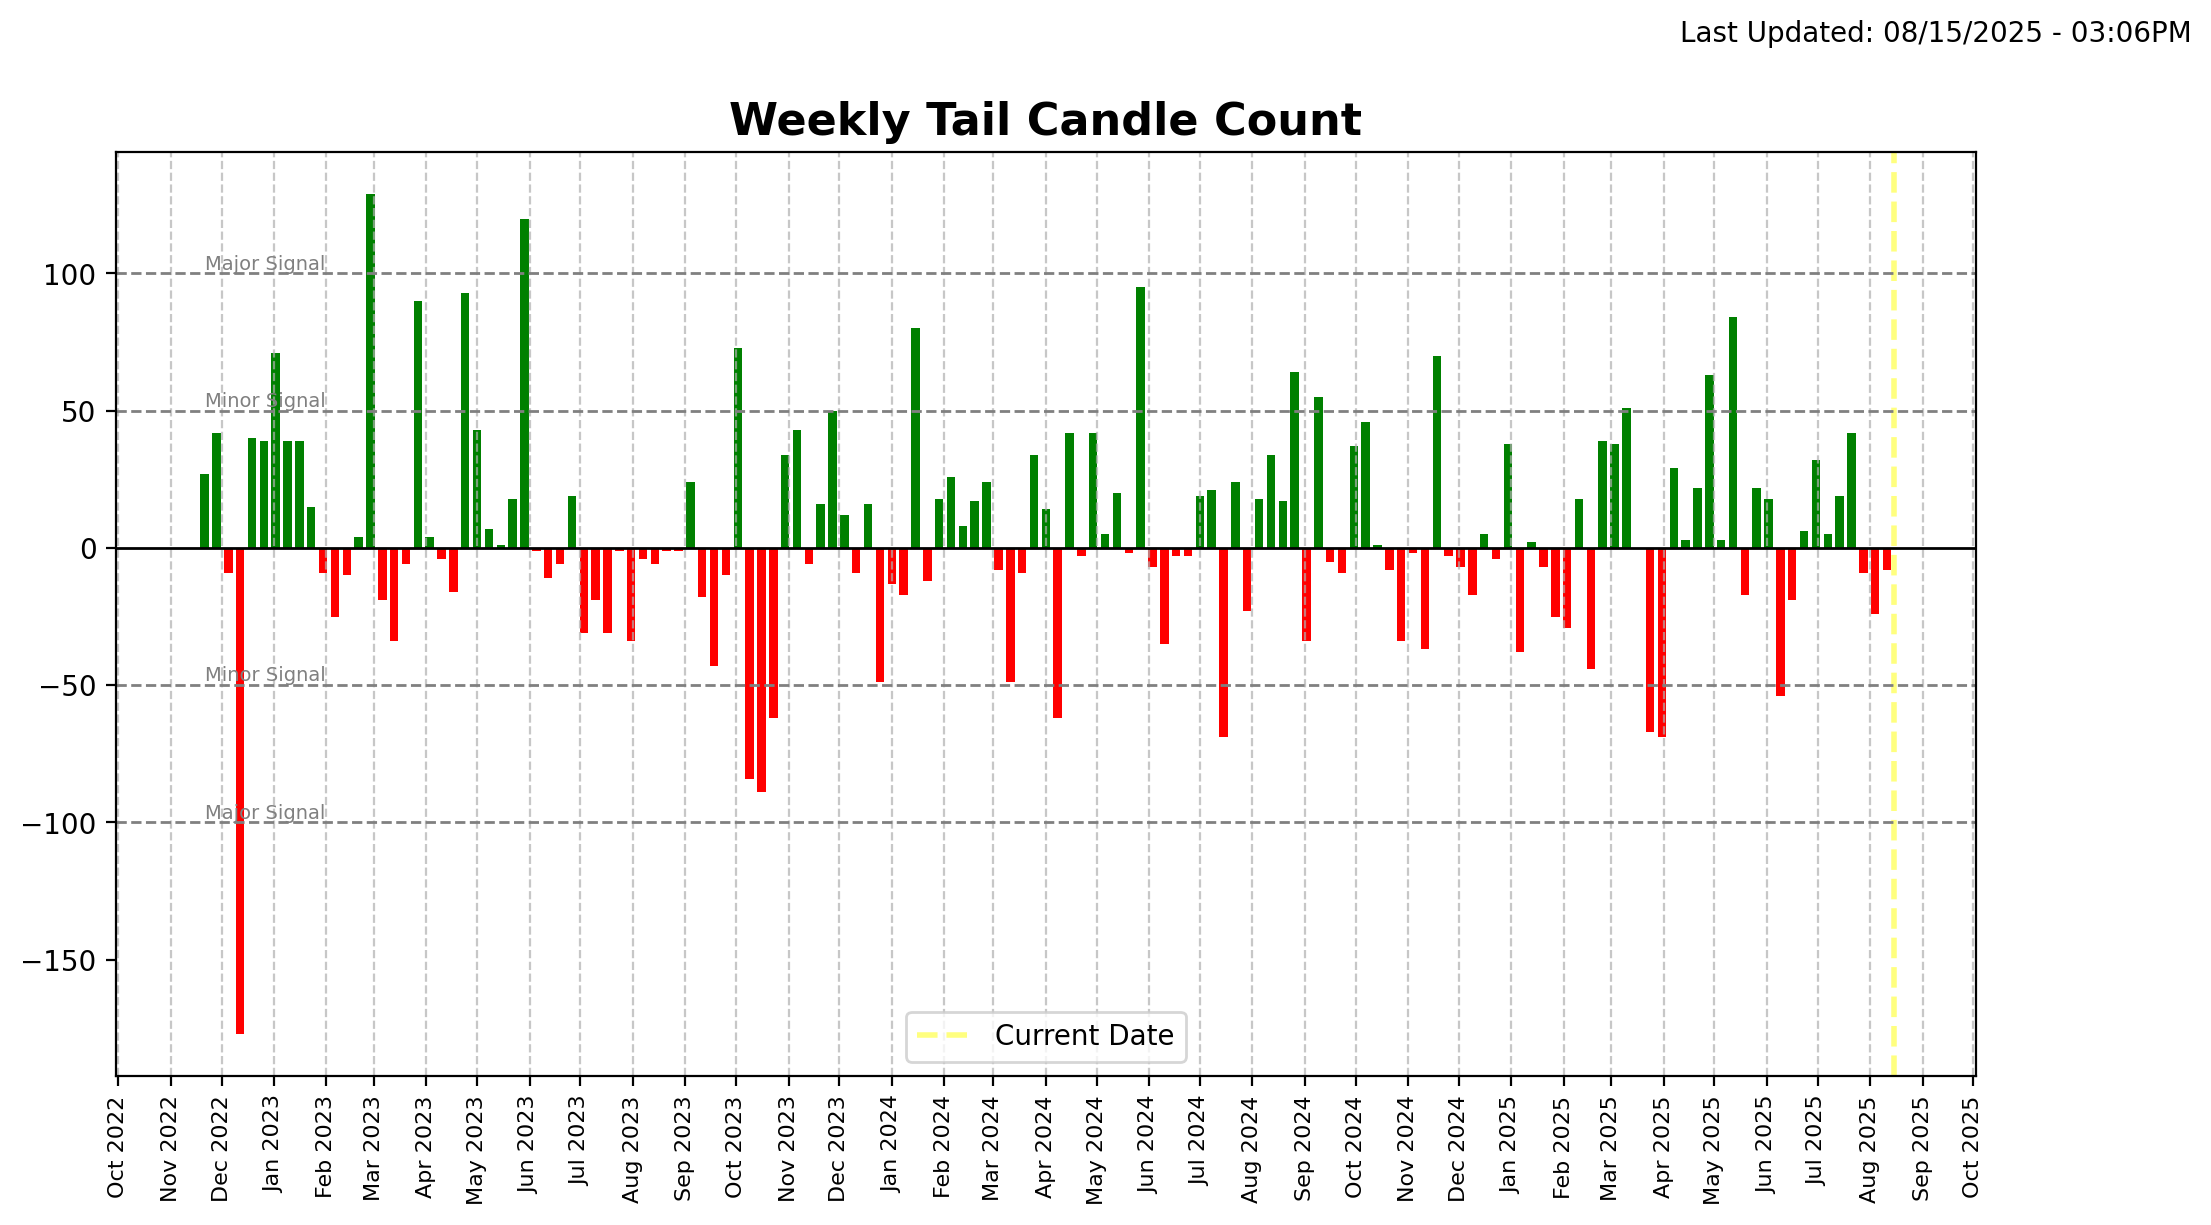 Last Updated: 08/15/2025 - 03:06PM
Weekly Tail Candle Count
100
50
0
−50
−100
−150
Major Signal
Minor Signal
Minor Signal
Major Signal
Current Date
Oct 2022
Nov 2022
Dec 2022
Jan 2023
Feb 2023
Mar 2023
Apr 2023
May 2023
Jun 2023
Jul 2023
Aug 2023
Sep 2023
Oct 2023
Nov 2023
Dec 2023
Jan 2024
Feb 2024
Mar 2024
Apr 2024
May 2024
Jun 2024
Jul 2024
Aug 2024
Sep 2024
Oct 2024
Nov 2024
Dec 2024
Jan 2025
Feb 2025
Mar 2025
Apr 2025
May 2025
Jun 2025
Jul 2025
Aug 2025
Sep 2025
Oct 2025